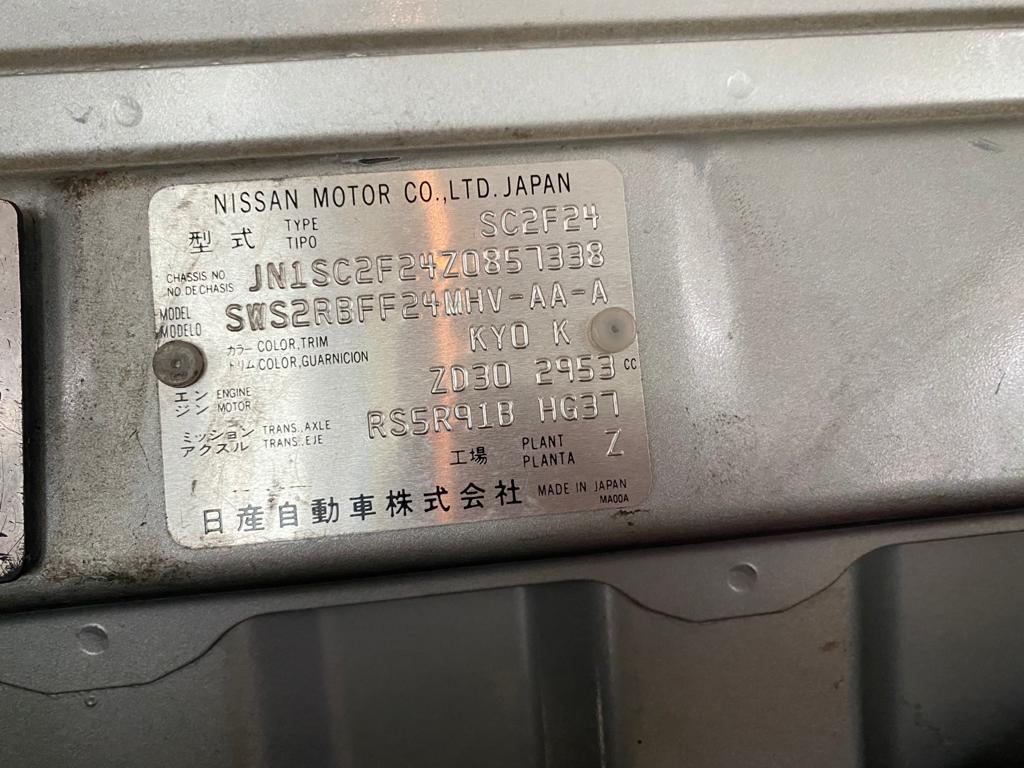 NISSAN MOTOR CO.,LTD. JAPAN
型式 TYPE TIPO SC2F24
CHASSIS NO NO. DE CHASIS JN1SC2F24Z0857338
MODEL MODELO SWS2RBFF24MHV-AA-A
カラー トリム COLOR,TRIM COLOR,GUARNICION KY0 K
エンジン ENGINE MOTOR ZD30 2953 CC
ミッション アクスル TRANS.,AXLE TRANS.,EJE RS5R91B HG37
工場 PLANT PLANTA Z
日産自動車株式会社 MADE IN JAPAN
MA00A